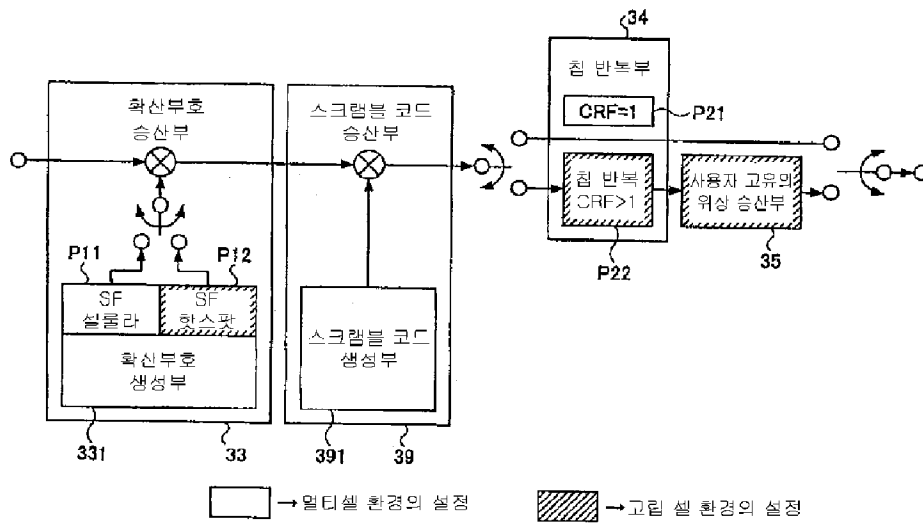 34
칩 반복부
CRF=1
P21
확산부호
승산부
스크램블 코드
승산부
칩 반복
CRF>1
사용자 고유의
위상 승산부
P22
35
P11
P12
SF
셀룰라
SF
핫스팟
확산부호
생성부
스크램블 코드
생성부
331
33
391
39
→멀티셀 환경의 설정
→고립 셀 환경의 설정